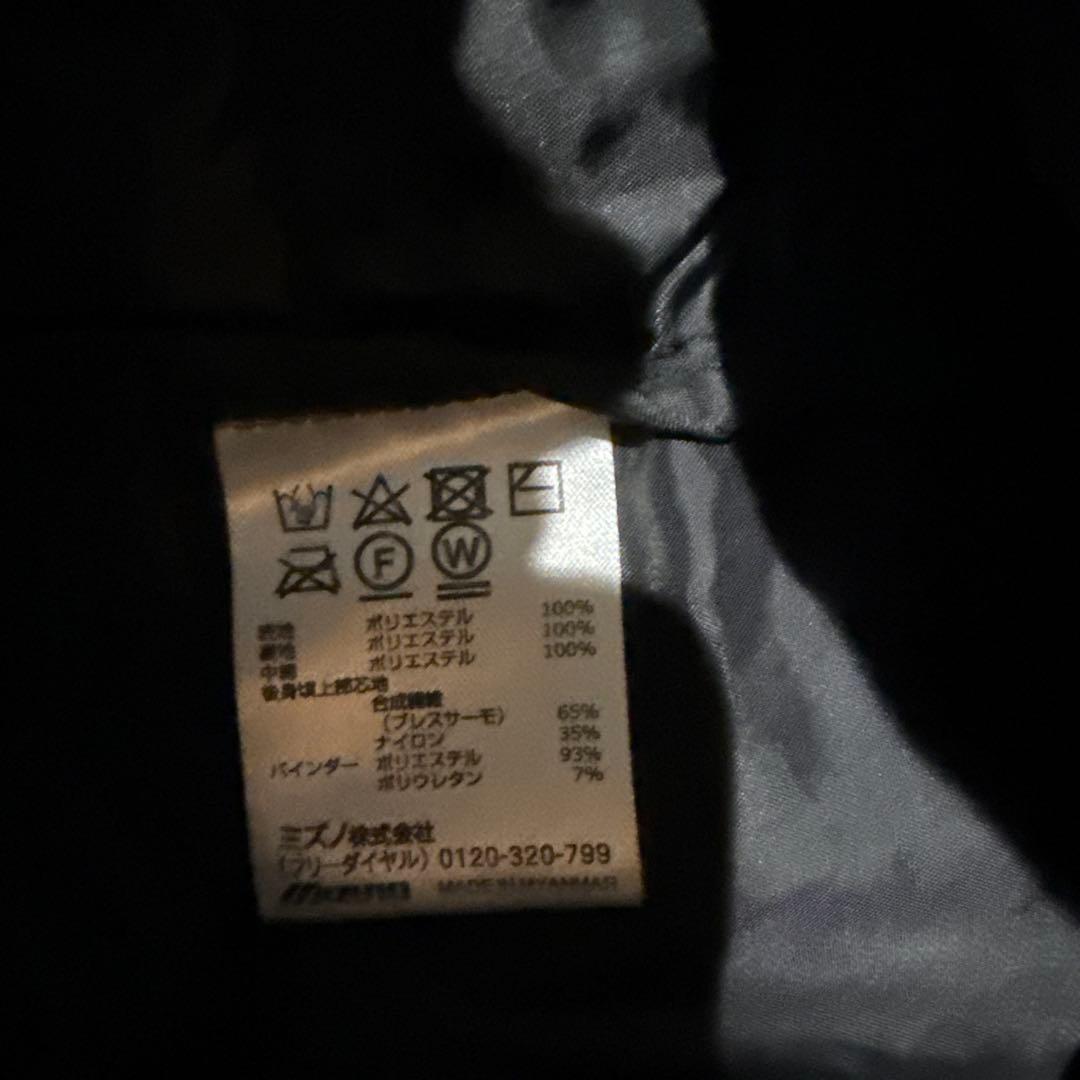 F W
表地 ポリエステル 100%
裏地 ポリエステル 100%
中綿 ポリエステル 100%
後身頃上部芯地
合成繊維
(ブレスサーモ) 65%
ナイロン 35%
バインダー ポリエステル 93%
ポリウレタン 7%
ミズノ株式会社
(フリーダイヤル) 0120-320-799
MIZUNO MADE IN MYANMAR